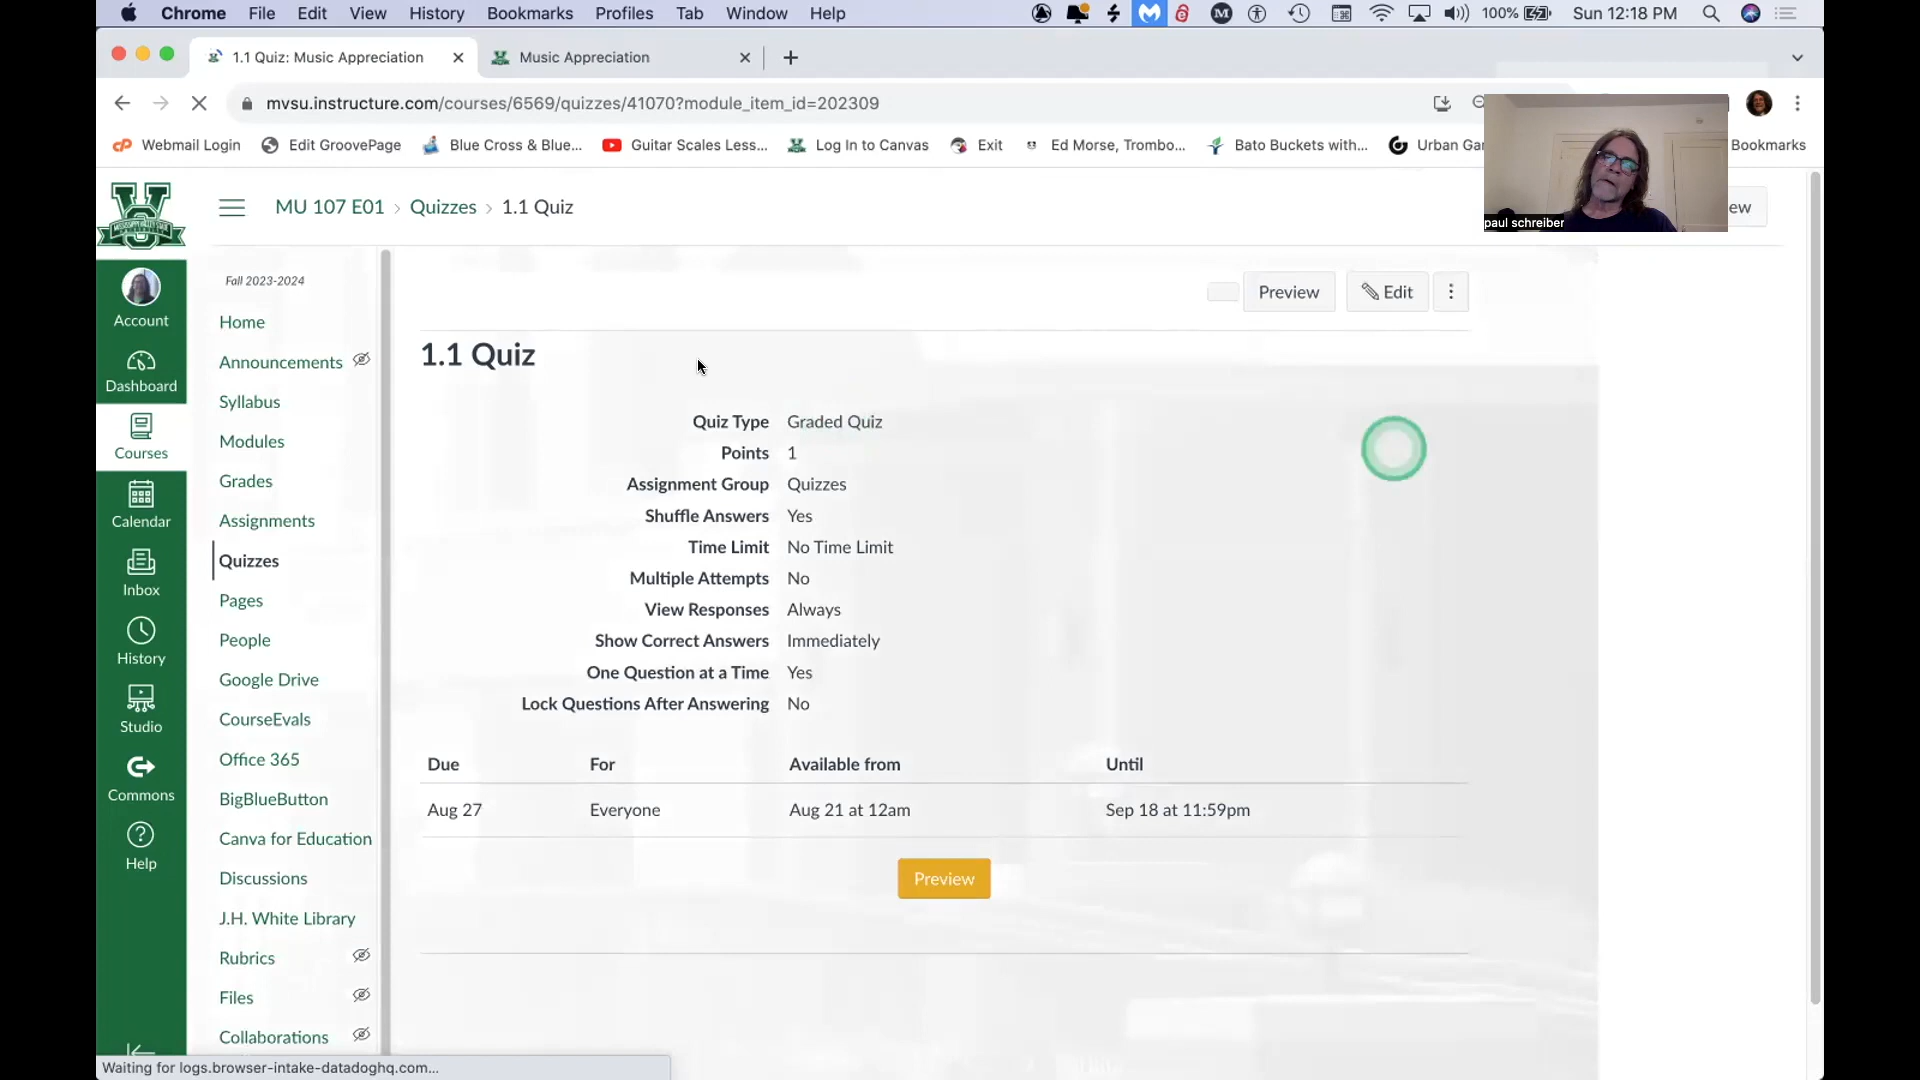 Chrome File Edit View History Bookmarks Profiles Tab Window Help 100% Sun 12:18 PM
1.1 Quiz: Music Appreciation Music Appreciation
mvsu.instructure.com/courses/6569/quizzes/41070?module_item_id=202309
Webmail Login Edit GroovePage Blue Cross & Blue... Guitar Scales Less... Log In to Canvas Exit Ed Morse, Trombo... Bato Buckets with... Urban Gar Bookmarks
paul schreiber
MU 107 E01 › Quizzes › 1.1 Quiz
ew
Account
Dashboard
Courses
Calendar
Inbox
History
Studio
Commons
Help
Fall 2023-2024
Home
Announcements
Syllabus
Modules
Grades
Assignments
Quizzes
Pages
People
Google Drive
CourseEvals
Office 365
BigBlueButton
Canva for Education
Discussions
J.H. White Library
Rubrics
Files
Collaborations
Preview Edit
1.1 Quiz
Quiz Type Graded Quiz
Points 1
Assignment Group Quizzes
Shuffle Answers Yes
Time Limit No Time Limit
Multiple Attempts No
View Responses Always
Show Correct Answers Immediately
One Question at a Time Yes
Lock Questions After Answering No
Due For Available from Until
Aug 27 Everyone Aug 21 at 12am Sep 18 at 11:59pm
Preview
Waiting for logs.browser-intake-datadoghq.com...